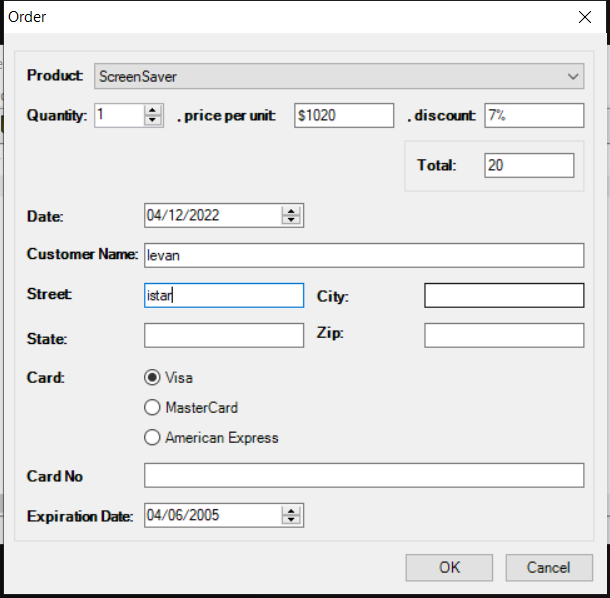 Order
Product: ScreenSaver
Quantity: 1 . price per unit: $1020 . discount: 7%
Total: 20
Date: 04/12/2022
Customer Name: levan
Street: istar City:
State: Zip:
Card: Visa
MasterCard
American Express
Card No
Expiration Date: 04/06/2005
OK Cancel